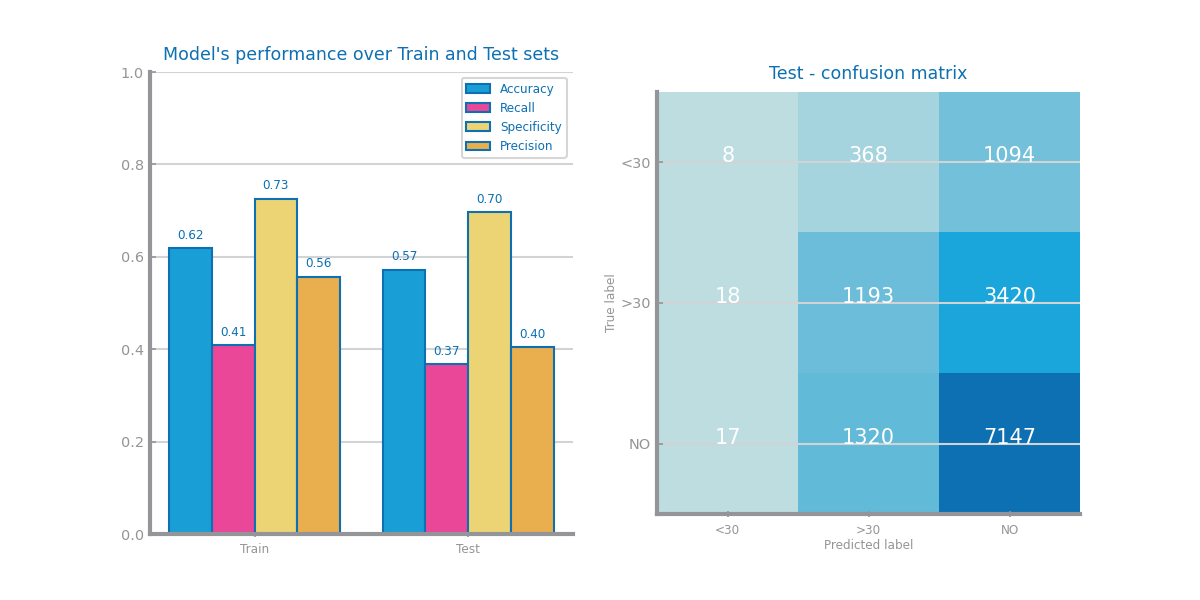 Model's performance over Train and Test sets
1.0
0.8
0.6
0.4
0.2
0.0
Accuracy
Recall
Specificity
Precision
0.62
0.41
0.73
0.56
0.57
0.37
0.70
0.40
Train
Test
Test - confusion matrix
True label
<30
8
368
1094
>30
18
1193
3420
NO
17
1320
7147
<30
>30
NO
Predicted label